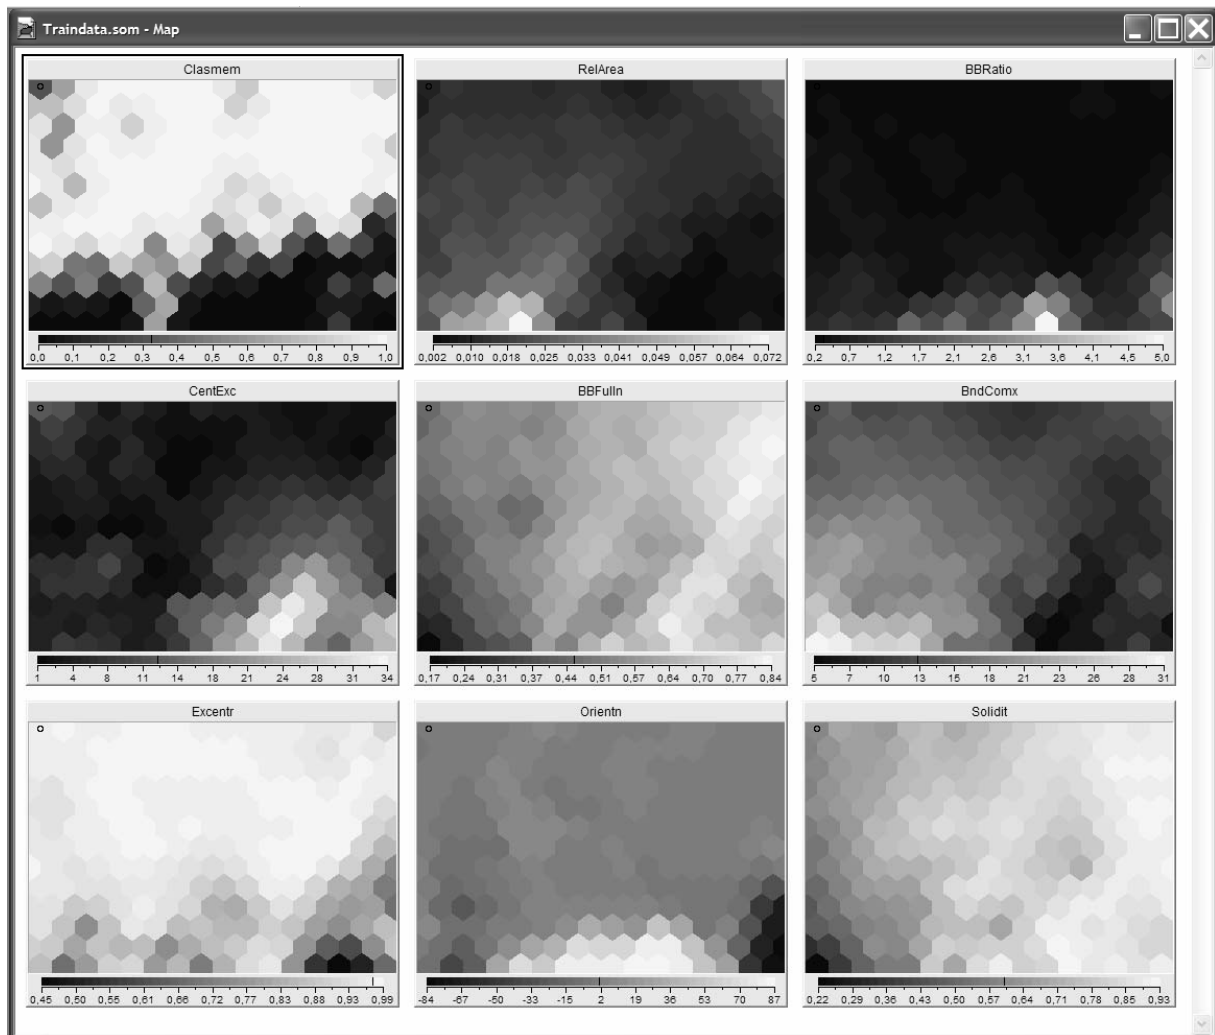 Traindata.som - Map
Clasmem
RelArea
BBRatio
0,0 0,1 0,2 0,3 0,4 0,5 0,6 0,7 0,8 0,9 1,0
0,002 0,010 0,018 0,025 0,033 0,041 0,049 0,057 0,064 0,072
0,2 0,7 1,2 1,7 2,1 2,6 3,1 3,6 4,1 4,5 5,0
CentExc
BBFulln
BndComx
1 4 8 11 14 18 21 24 28 31 34
0,17 0,24 0,31 0,37 0,44 0,51 0,57 0,64 0,70 0,77 0,84
5 7 10 13 15 18 20 23 26 28 31
Excentr
Orientn
Solidit
0,45 0,50 0,56 0,61 0,66 0,72 0,77 0,83 0,88 0,93 0,99
-84 -67 -50 -33 -15 2 19 36 53 70 87
0,22 0,29 0,36 0,43 0,50 0,57 0,64 0,71 0,78 0,85 0,93